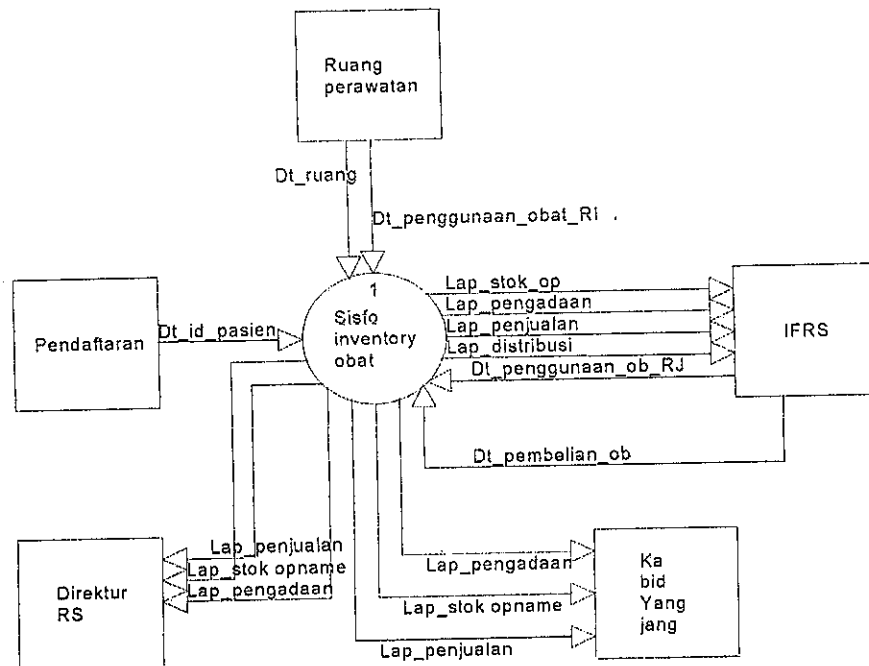 Ruang
perawatan
Dt_ruang
Dt_penggunaan_obat_RI
1
Sisfo
inventory
obat
Pendaftaran
Dt_id_pasien
Lap_stok_op
Lap_pengadaan
Lap_penjualan
Lap_distribusi
Dt_penggunaan_ob_RJ
IFRS
Dt_pembelian_ob
Lap_penjualan
Lap_stok opname
Lap_pengadaan
Direktur
RS
Lap_pengadaan
Lap_stok opname
Lap_penjualan
Ka
bid
Yang
jang